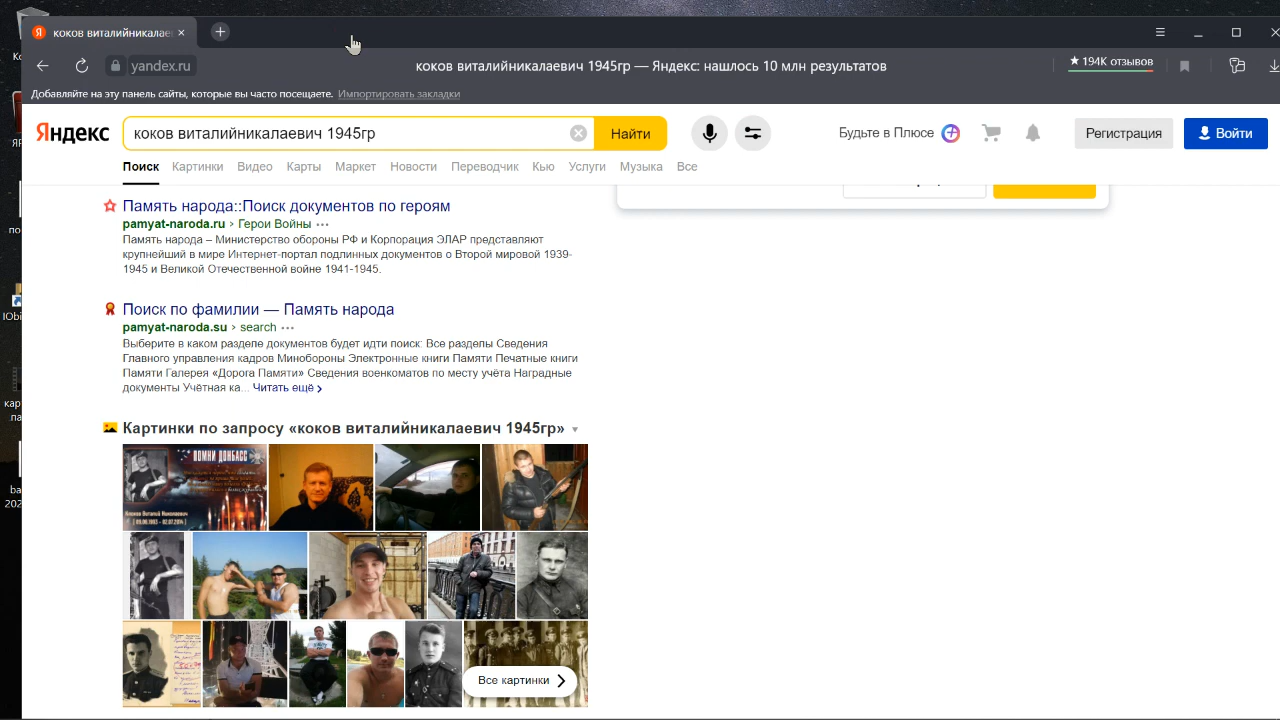 коков виталийникалаев
yandex.ru
коков виталийникалаевич 1945гр — Яндекс: нашлось 10 млн результатов
★ 194K отзывов
Добавляйте на эту панель сайты, которые вы часто посещаете. Импортировать закладки
Яндекс
коков виталийникалаевич 1945гр
Найти
Будьте в Плюсе
Регистрация
Войти
Поиск Картинки Видео Карты Маркет Новости Переводчик Кью Услуги Музыка Все
Память народа::Поиск документов по героям
pamyat-naroda.ru › Герои Войны
Память народа – Министерство обороны РФ и Корпорация ЭЛАР представляют
крупнейший в мире Интернет-портал подлинных документов о Второй мировой 1939-
1945 и Великой Отечественной войне 1941-1945.
Поиск по фамилии — Память народа
pamyat-naroda.su › search
Выберите в каком разделе документов будет идти поиск: Все разделы Сведения
Главного управления кадров Минобороны Электронные книги Памяти Печатные книги
Памяти Галерея «Дорога Памяти» Сведения военкоматов по месту учёта Наградные
документы Учётная ка... Читать ещё ›
Картинки по запросу «коков виталийникалаевич 1945гр»
ПОМНИ ДОНБАСС
Все картинки